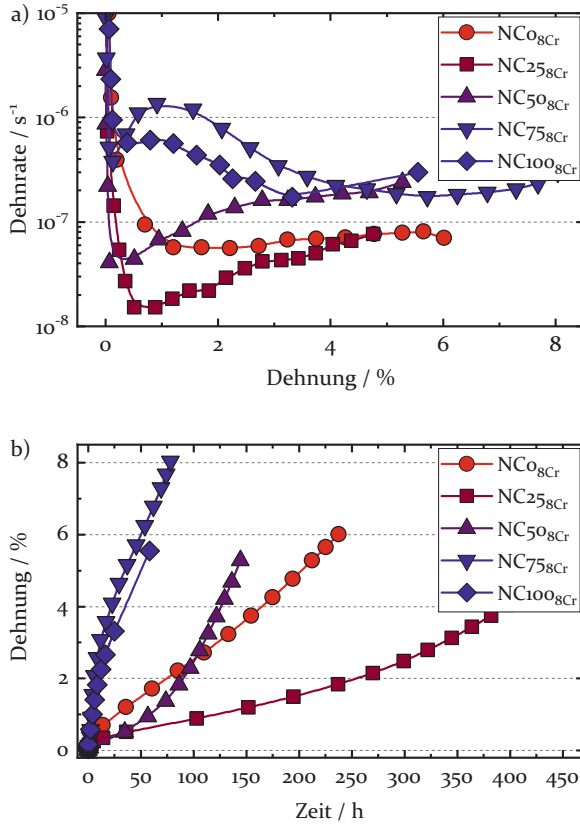 a)
10⁻⁵
10⁻⁶
10⁻⁷
10⁻⁸
Dehnrate / s⁻¹
NC0₈Cr
NC25₈Cr
NC50₈Cr
NC75₈Cr
NC100₈Cr
0 2 4 6 8
Dehnung / %
b)
8
6
4
2
0
Dehnung / %
NC0₈Cr
NC25₈Cr
NC50₈Cr
NC75₈Cr
NC100₈Cr
0 50 100 150 200 250 300 350 400 450
Zeit / h